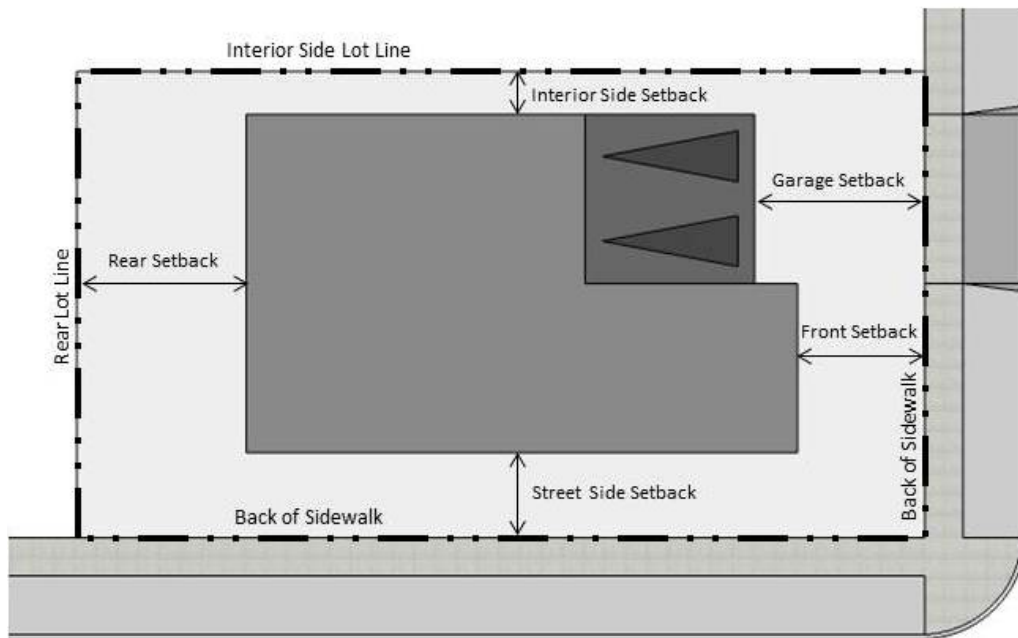 Interior Side Lot Line
Interior Side Setback
Garage Setback
Rear Setback
Rear Lot Line
Front Setback
Back of Sidewalk
Street Side Setback
Back of Sidewalk